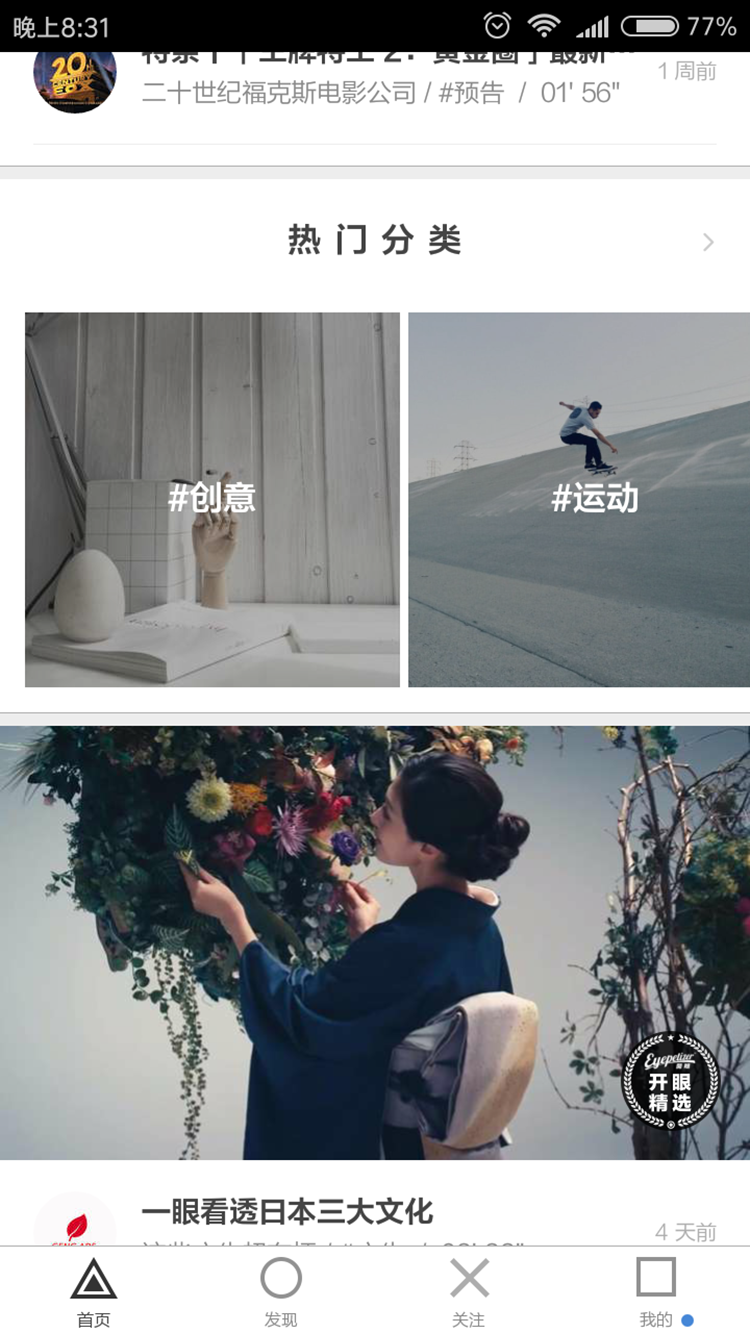 晚上8:31
77%
1周前
二十世纪福克斯电影公司 / #预告 / 01' 56"
20
CENTURY
FOX
热门分类
#创意
#运动
Eyepetizer
开眼
精选
一眼看透日本三大文化
4 天前
首页
发现
关注
我的